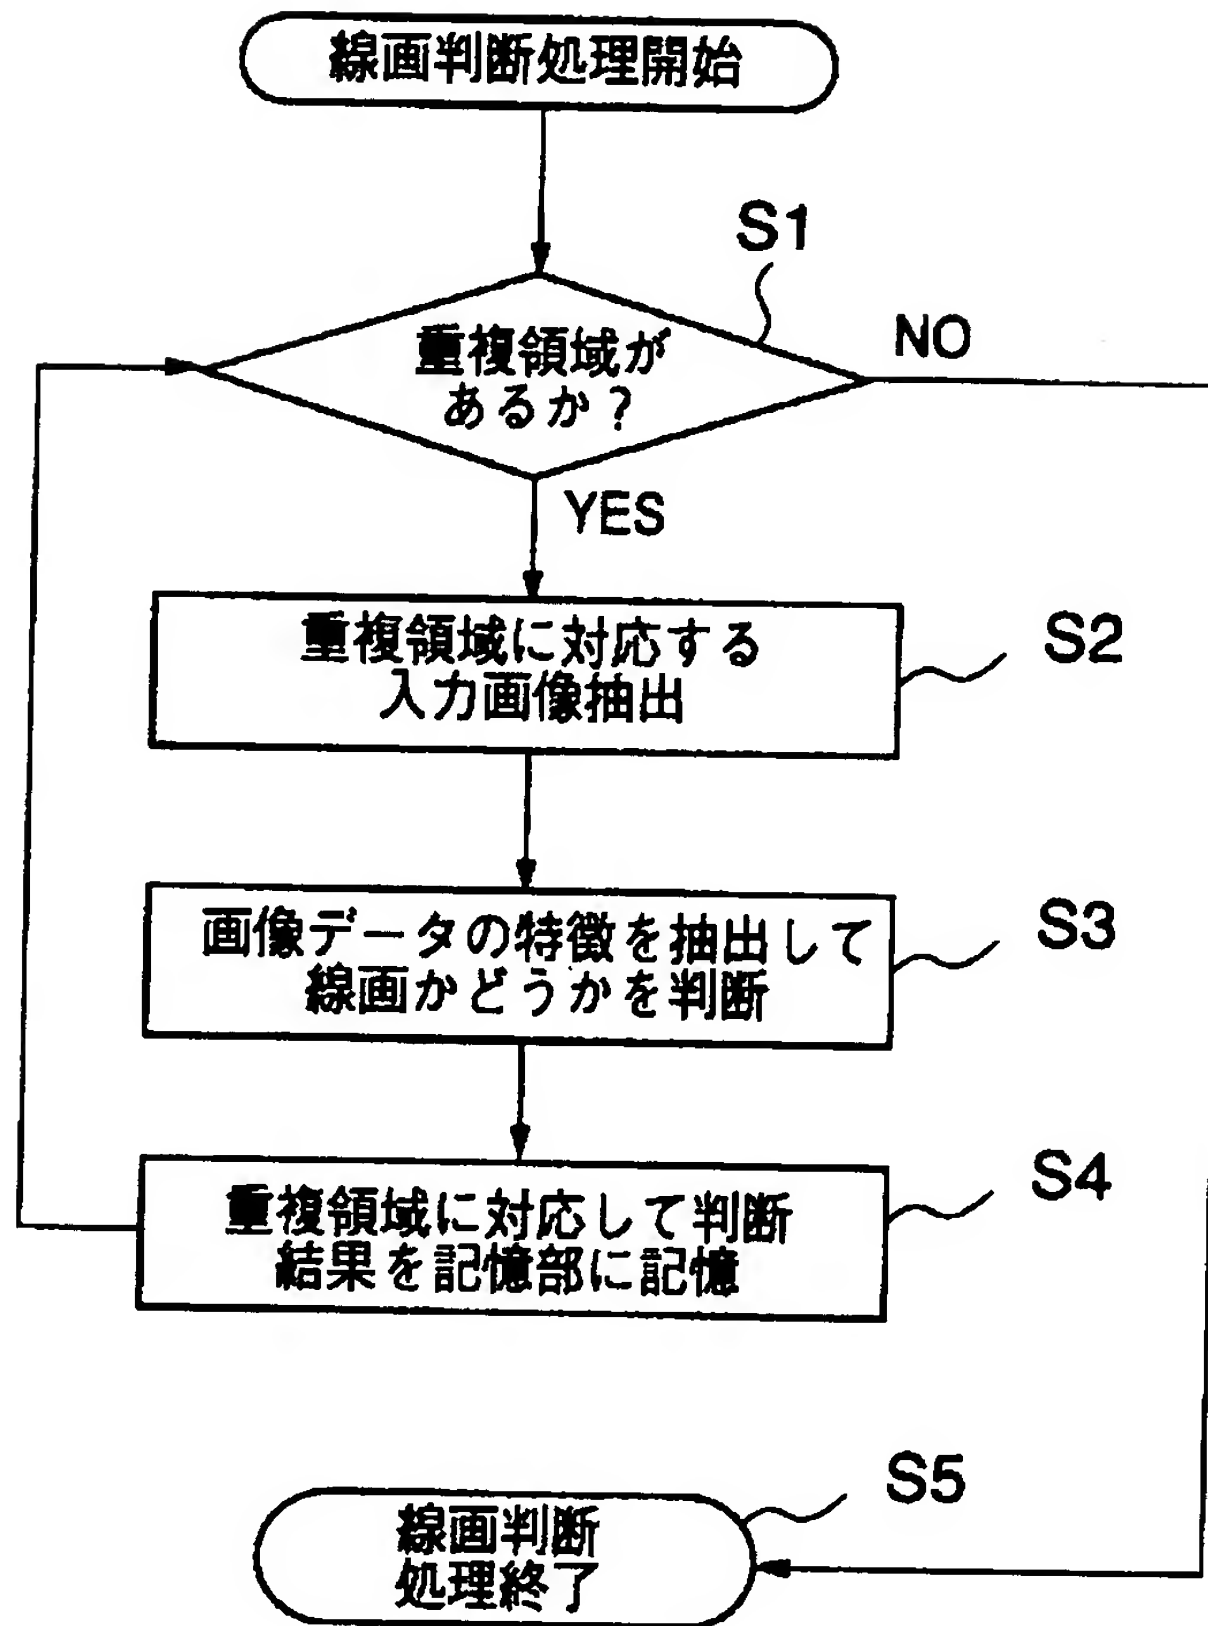 線画判断処理開始
S1
重複領域が
あるか？
NO
YES
重複領域に対応する
入力画像抽出
S2
画像データの特徴を抽出して
線画かどうかを判断
S3
重複領域に対応して判断
結果を記憶部に記憶
S4
S5
線画判断
処理終了